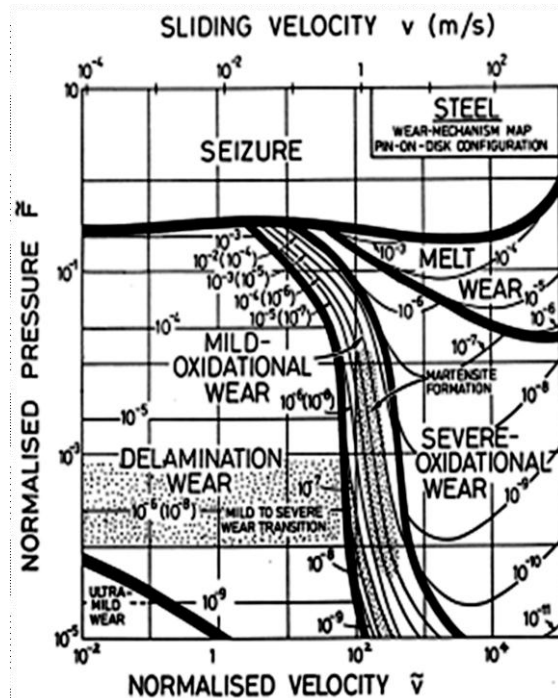 SLIDING VELOCITY v (m/s)
10⁻⁴ 10⁻² 1 10²
10
STEEL
WEAR-MECHANISM MAP
PIN-ON-DISK CONFIGURATION
SEIZURE
NORMALISED PRESSURE F̃
10⁻³
10⁻³
10⁻⁴
10⁻²(10⁻⁴)
MELT
10⁻³(10⁻⁵)
10⁻¹
10⁻⁴(10⁻⁶)
WEAR
10⁻⁵
10⁻⁵(10⁻⁷)
10⁻⁶
10⁻⁶
10⁻⁴
MILD-
OXIDATIONAL
WEAR
10⁻⁷
MARTENSITE
FORMATION
10⁻⁸
10⁻⁶(10⁻⁸)
10⁻⁵
SEVERE-
OXIDATIONAL
WEAR
10⁻³
DELAMINATION
WEAR
10⁻⁹
10⁻⁷
10⁻⁶(10⁻⁸)
MILD TO SEVERE
WEAR TRANSITION
10⁻⁸
10⁻¹⁰
ULTRA-
MILD
WEAR
10⁻⁹
10⁻⁹
10⁻¹¹
10⁻⁵
10⁻² 1 10² 10⁴
NORMALISED VELOCITY ṽ